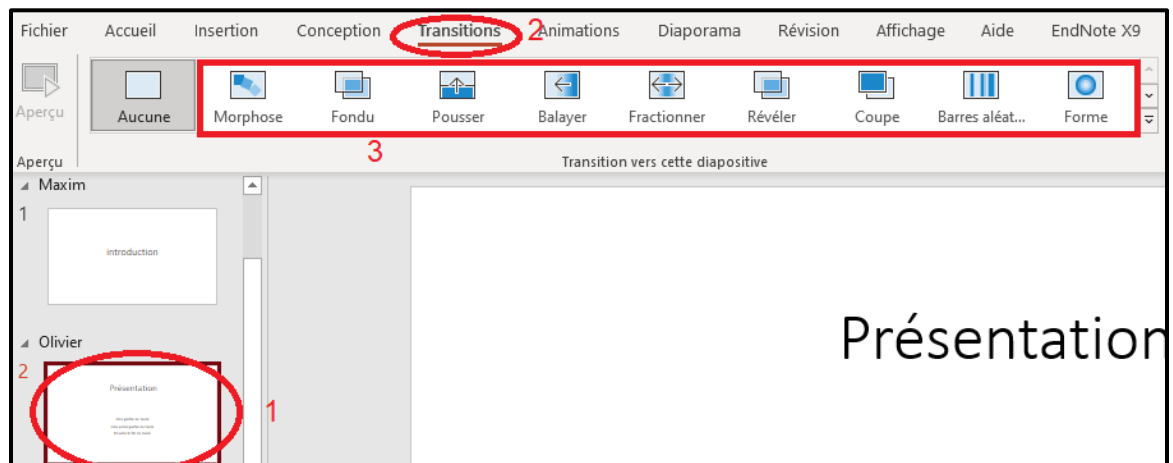 Fichier Accueil Insertion Conception Transitions 2 Animations Diaporama Révision Affichage Aide EndNote X9
Aperçu Aucune Morphose Fondu Pousser Balayer Fractionner Révéler Coupe Barres aléat... Forme
3
Aperçu Transition vers cette diapositive
Maxim
1
introduction
Présentation
Olivier
2
Présentation
1